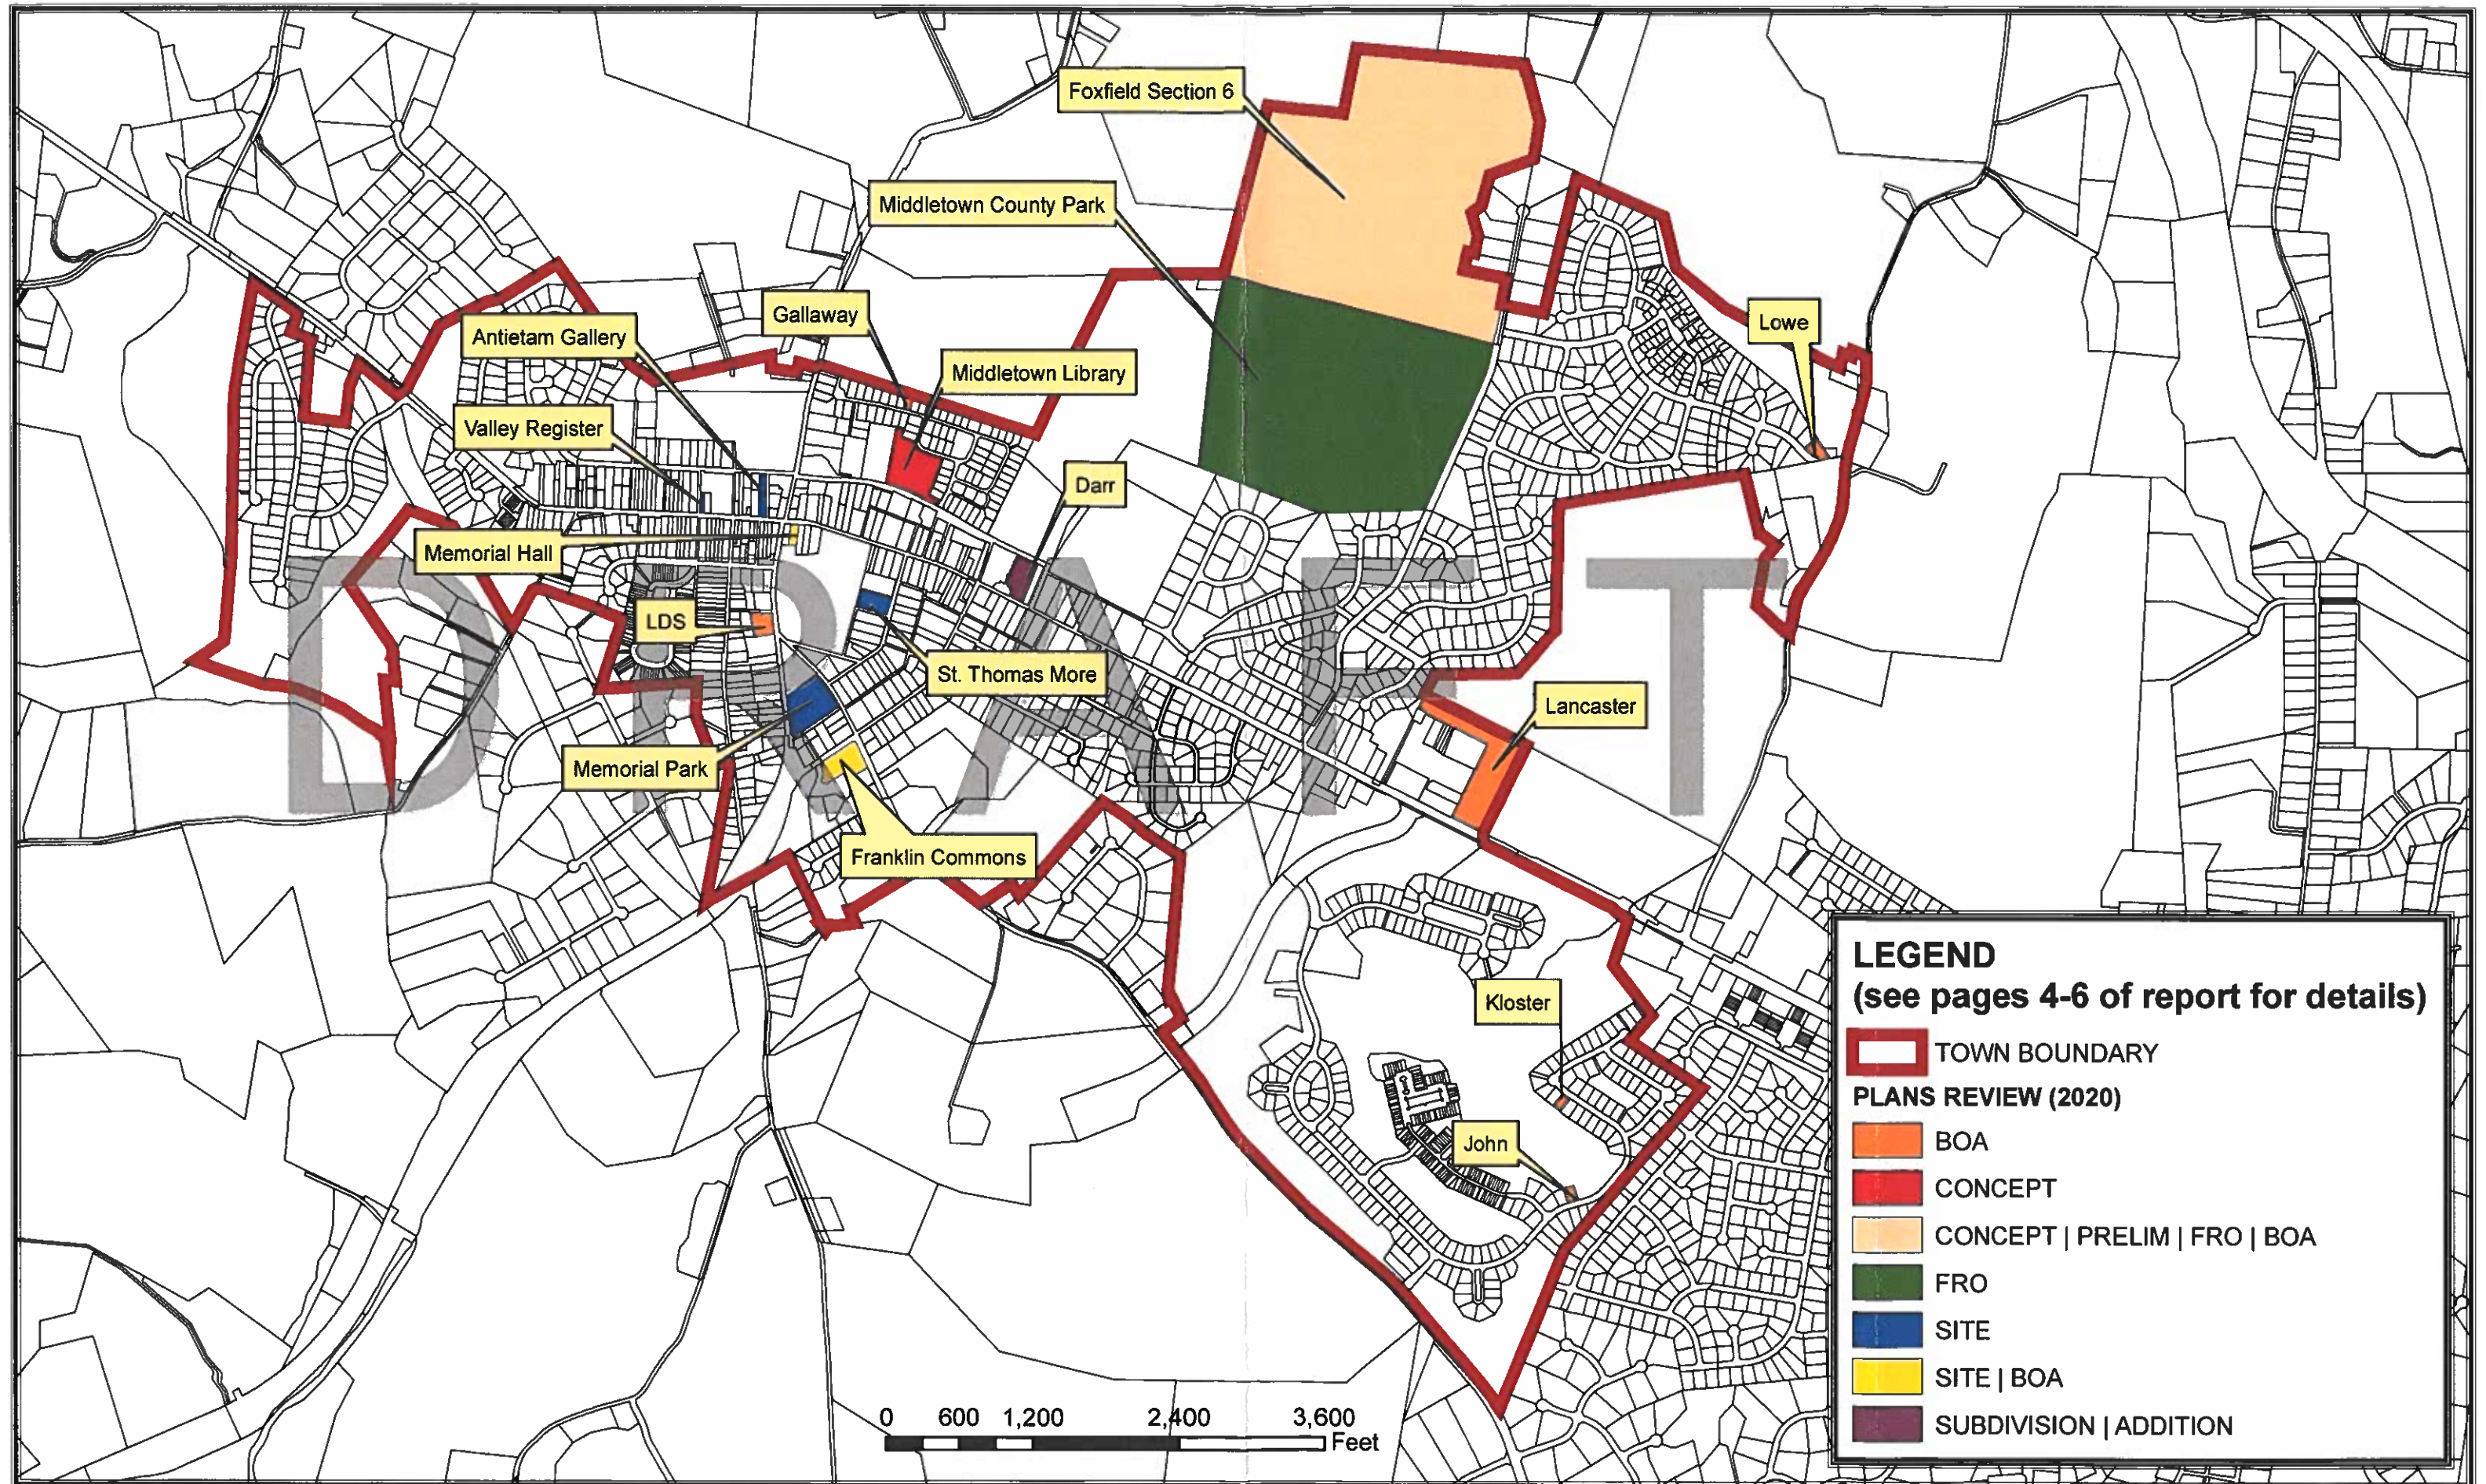 Foxfield Section 6
Middletown County Park
Gallaway
Lowe
Antietam Gallery
Middletown Library
Valley Register
Darr
Memorial Hall
LDS
St. Thomas More
Lancaster
Memorial Park
Franklin Commons
Kloster
John
DRAFT
LEGEND
(see pages 4-6 of report for details)
TOWN BOUNDARY
PLANS REVIEW (2020)
BOA
CONCEPT
CONCEPT | PRELIM | FRO | BOA
FRO
SITE
SITE | BOA
SUBDIVISION | ADDITION
0 600 1,200 2,400 3,600
Feet